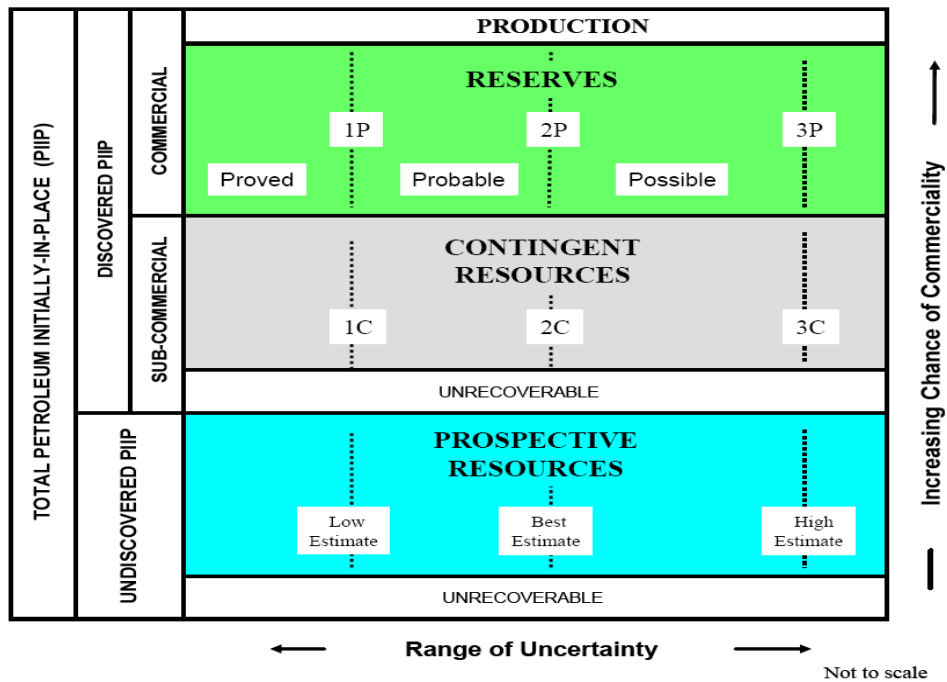 PRODUCTION
TOTAL PETROLEUM INITIALLY-IN-PLACE (PIIP)
DISCOVERED PIIP
COMMERCIAL
RESERVES
1P
2P
3P
Proved
Probable
Possible
SUB-COMMERCIAL
CONTINGENT
RESOURCES
1C
2C
3C
UNRECOVERABLE
UNDISCOVERED PIIP
PROSPECTIVE
RESOURCES
Low
Estimate
Best
Estimate
High
Estimate
UNRECOVERABLE
Increasing Chance of Commerciality
Range of Uncertainty
Not to scale